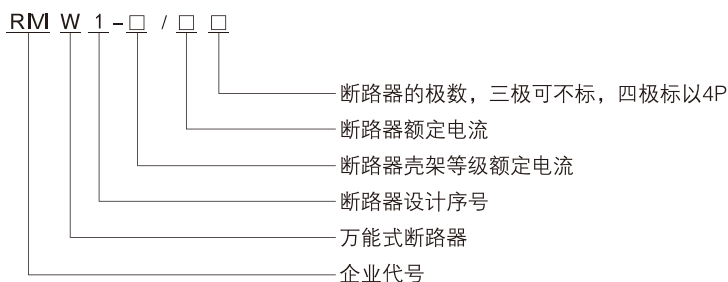 RM W 1-□/□□
断路器的极数，三极可不标，四极标以4P
断路器额定电流
断路器壳架等级额定电流
断路器设计序号
万能式断路器
企业代号